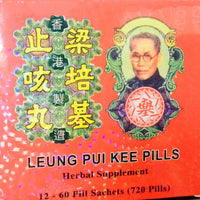 梁培基
香港製造
止咳丸
LEUNG PUI KEE PILLS
Herbal Supplement
12 - 60 Pill Sachets (720 Pills)